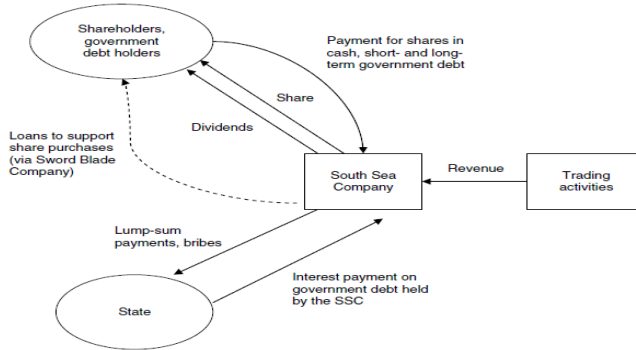 Shareholders,
government
debt holders
Payment for shares in
cash, short- and long-
term government debt
Share
Dividends
Loans to support
share purchases
(via Sword Blade
Company)
South Sea
Company
Revenue
Trading
activities
Lump-sum
payments, bribes
Interest payment on
government debt held
by the SSC
State